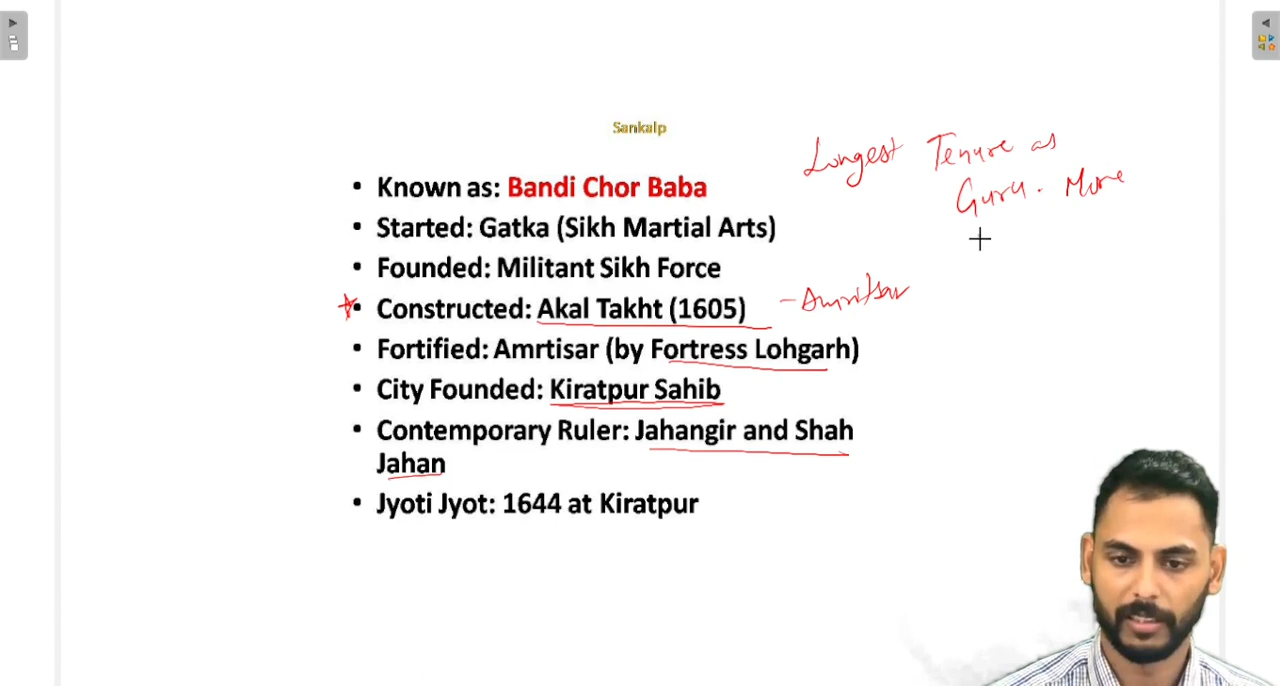 Sankalp
Longest Tenure as
Guru. More
• Known as: Bandi Chor Baba
• Started: Gatka (Sikh Martial Arts)
• Founded: Militant Sikh Force
• Constructed: Akal Takht (1605) - Amritsar
• Fortified: Amrtisar (by Fortress Lohgarh)
• City Founded: Kiratpur Sahib
• Contemporary Ruler: Jahangir and Shah
Jahan
• Jyoti Jyot: 1644 at Kiratpur